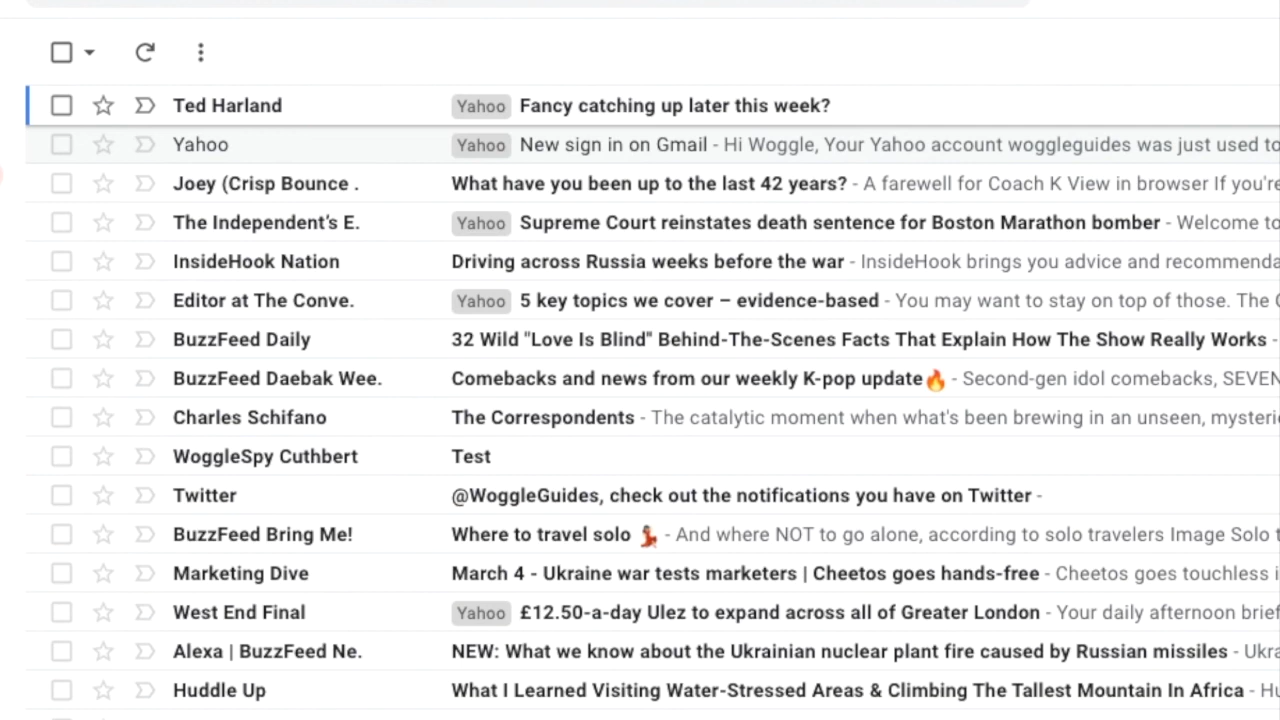 Ted Harland Yahoo Fancy catching up later this week?
Yahoo Yahoo New sign in on Gmail - Hi Woggle, Your Yahoo account woggleguides was just used to
Joey (Crisp Bounce . What have you been up to the last 42 years? - A farewell for Coach K View in browser If you're
The Independent's E. Yahoo Supreme Court reinstates death sentence for Boston Marathon bomber - Welcome to
InsideHook Nation Driving across Russia weeks before the war - InsideHook brings you advice and recommenda
Editor at The Conve. Yahoo 5 key topics we cover – evidence-based - You may want to stay on top of those. The
BuzzFeed Daily 32 Wild "Love Is Blind" Behind-The-Scenes Facts That Explain How The Show Really Works -
BuzzFeed Daebak Wee. Comebacks and news from our weekly K-pop update🔥 - Second-gen idol comebacks, SEVEN
Charles Schifano The Correspondents - The catalytic moment when what's been brewing in an unseen, mysteri
WoggleSpy Cuthbert Test
Twitter @WoggleGuides, check out the notifications you have on Twitter -
BuzzFeed Bring Me! Where to travel solo 💃 - And where NOT to go alone, according to solo travelers Image Solo t
Marketing Dive March 4 - Ukraine war tests marketers | Cheetos goes hands-free - Cheetos goes touchless i
West End Final Yahoo £12.50-a-day Ulez to expand across all of Greater London - Your daily afternoon brief
Alexa | BuzzFeed Ne. NEW: What we know about the Ukrainian nuclear plant fire caused by Russian missiles - Ukra
Huddle Up What I Learned Visiting Water-Stressed Areas & Climbing The Tallest Mountain In Africa - Hu